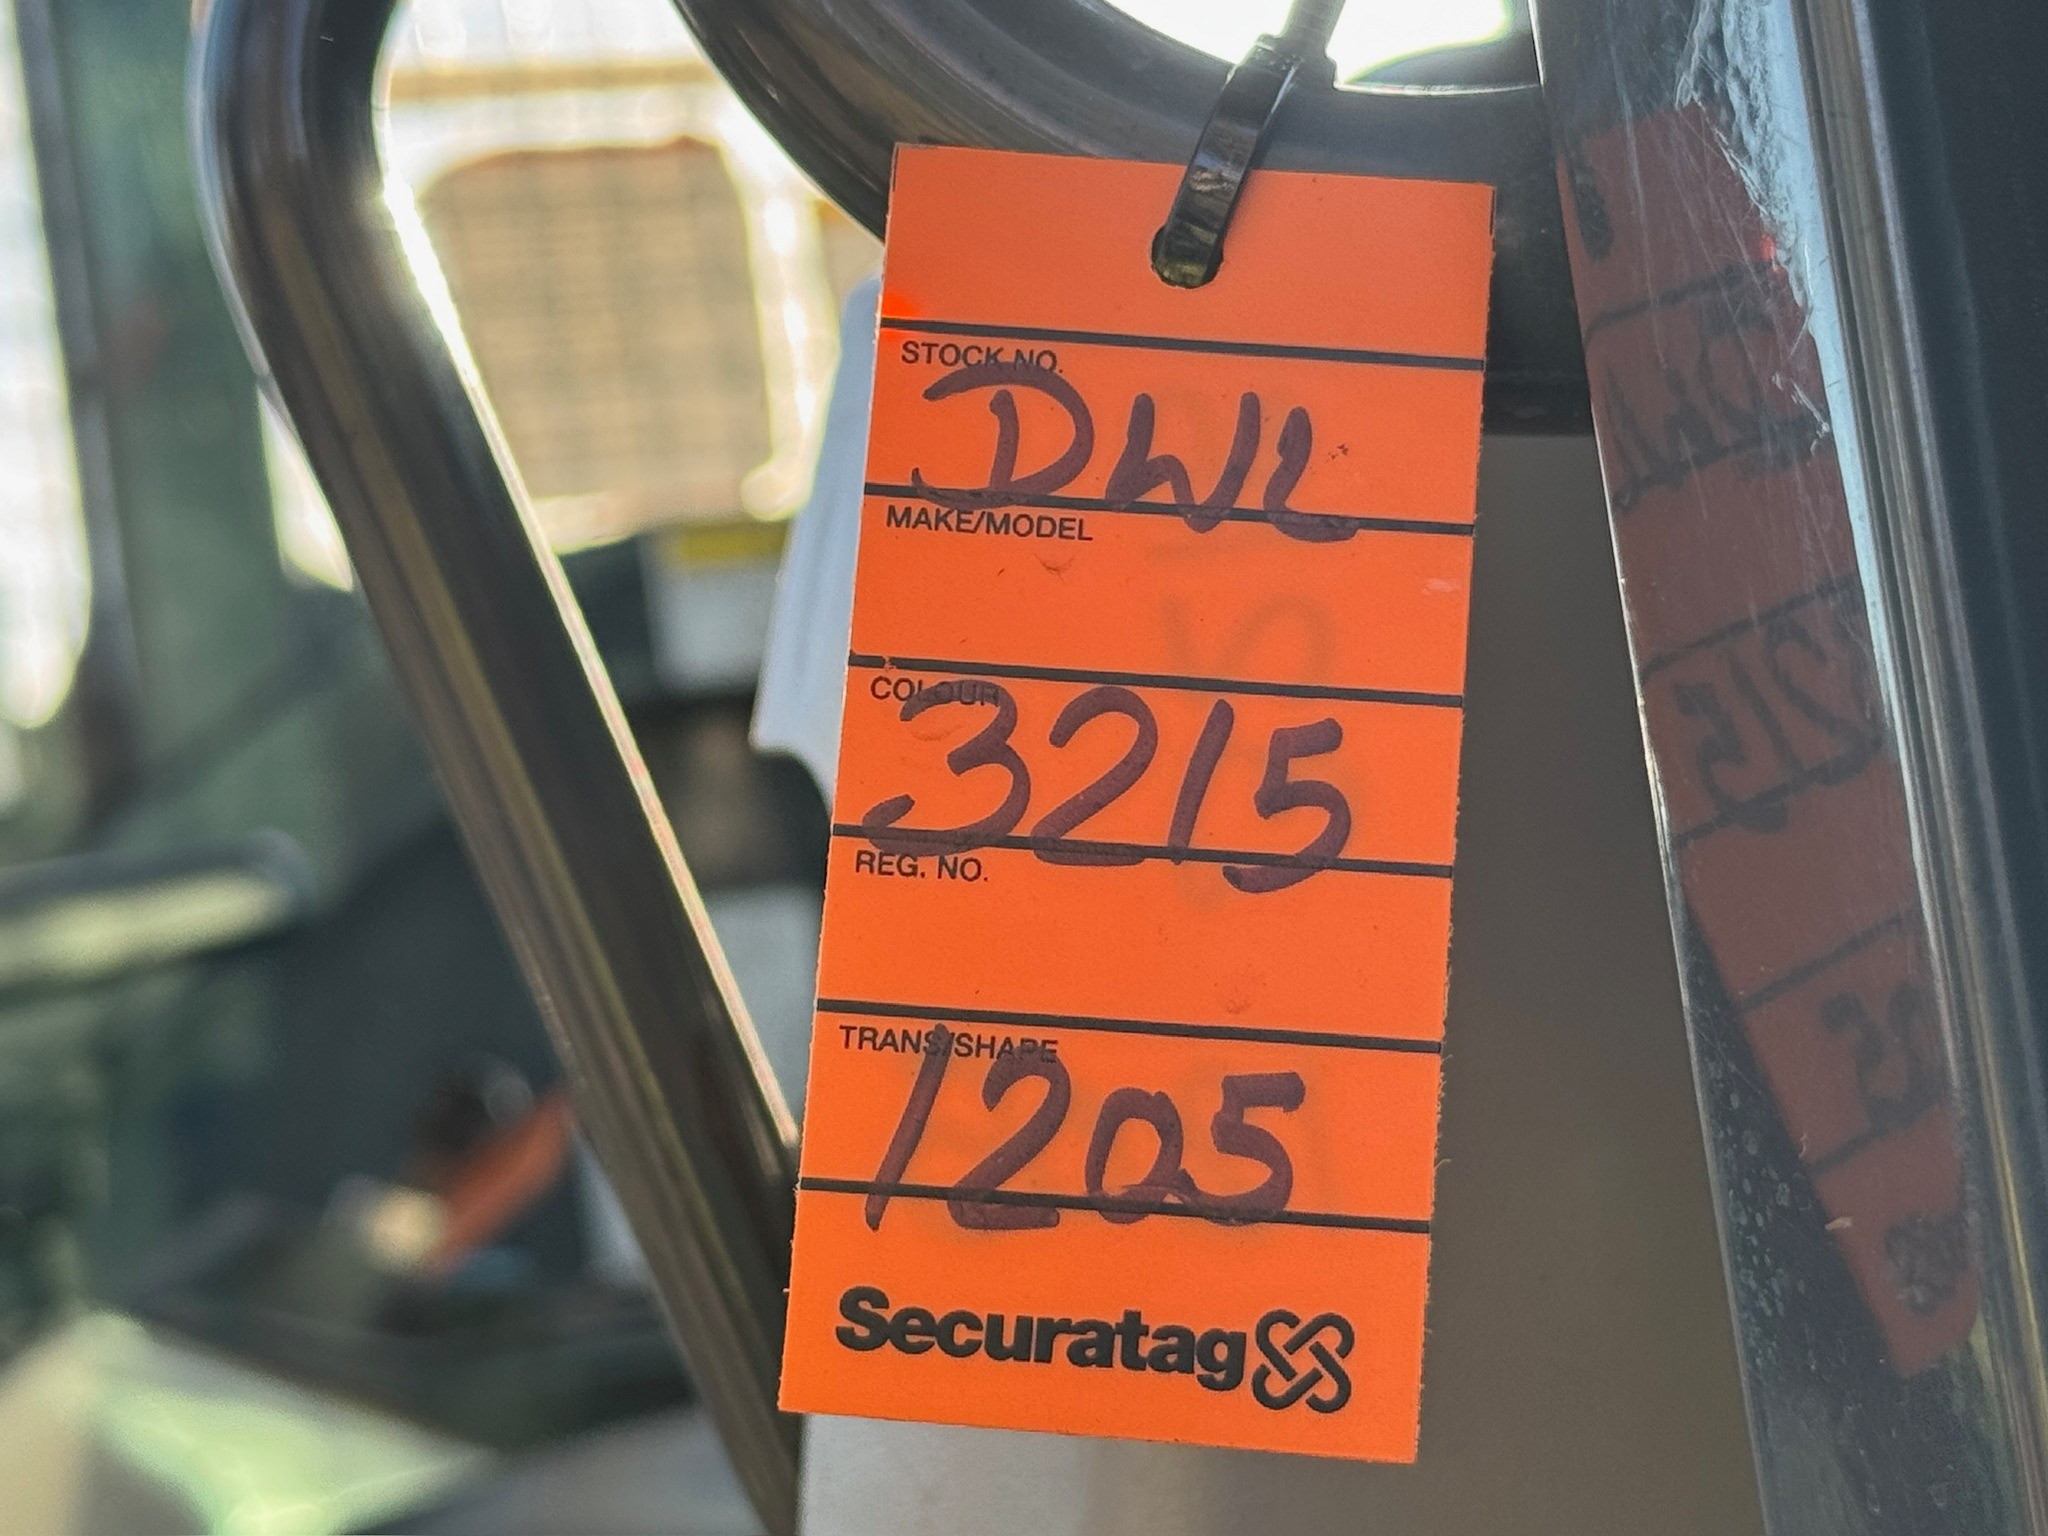 STOCK NO.
DWL
MAKE/MODEL
COLOUR
3215
REG. NO.
TRANS/SHAPE
1205
Securatag